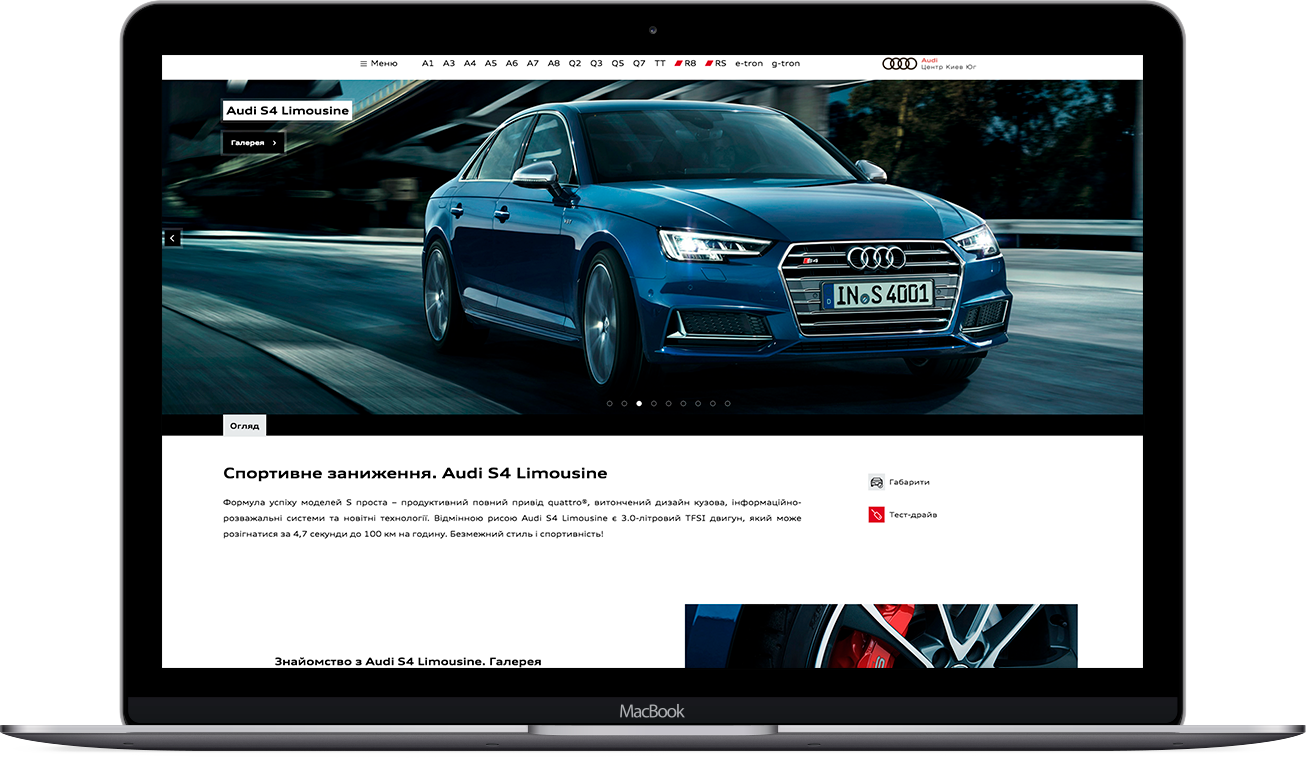 Меню A1 A3 A4 A5 A6 A7 A8 Q2 Q3 Q5 Q7 TT R8 RS e-tron g-tron
Audi
Центр Киев Юг
Audi S4 Limousine
Галерея
S4
D IN S 4001
Огляд
Спортивне заниження. Audi S4 Limousine
Формула успіху моделей S проста – продуктивний повний привід quattro®, витончений дизайн кузова, інформаційно-
розважальні системи та новітні технології. Відмінною рисою Audi S4 Limousine є 3.0-літровий TFSI двигун, який може
розігнатися за 4,7 секунди до 100 км на годину. Безмежний стиль і спортивність!
Габарити
Тест-драйв
Знайомство з Audi S4 Limousine. Галерея
MacBook